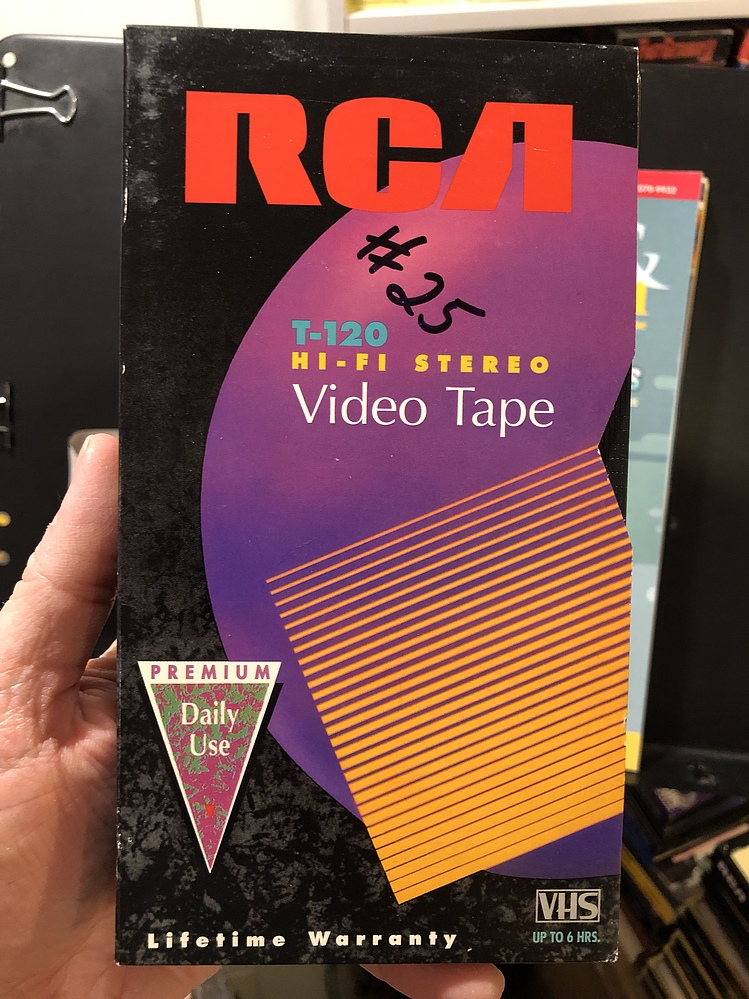 RCA
#25
T-120
HI-FI STEREO
Video Tape
PREMIUM
Daily
Use
VHS
UP TO 6 HRS.
Lifetime Warranty